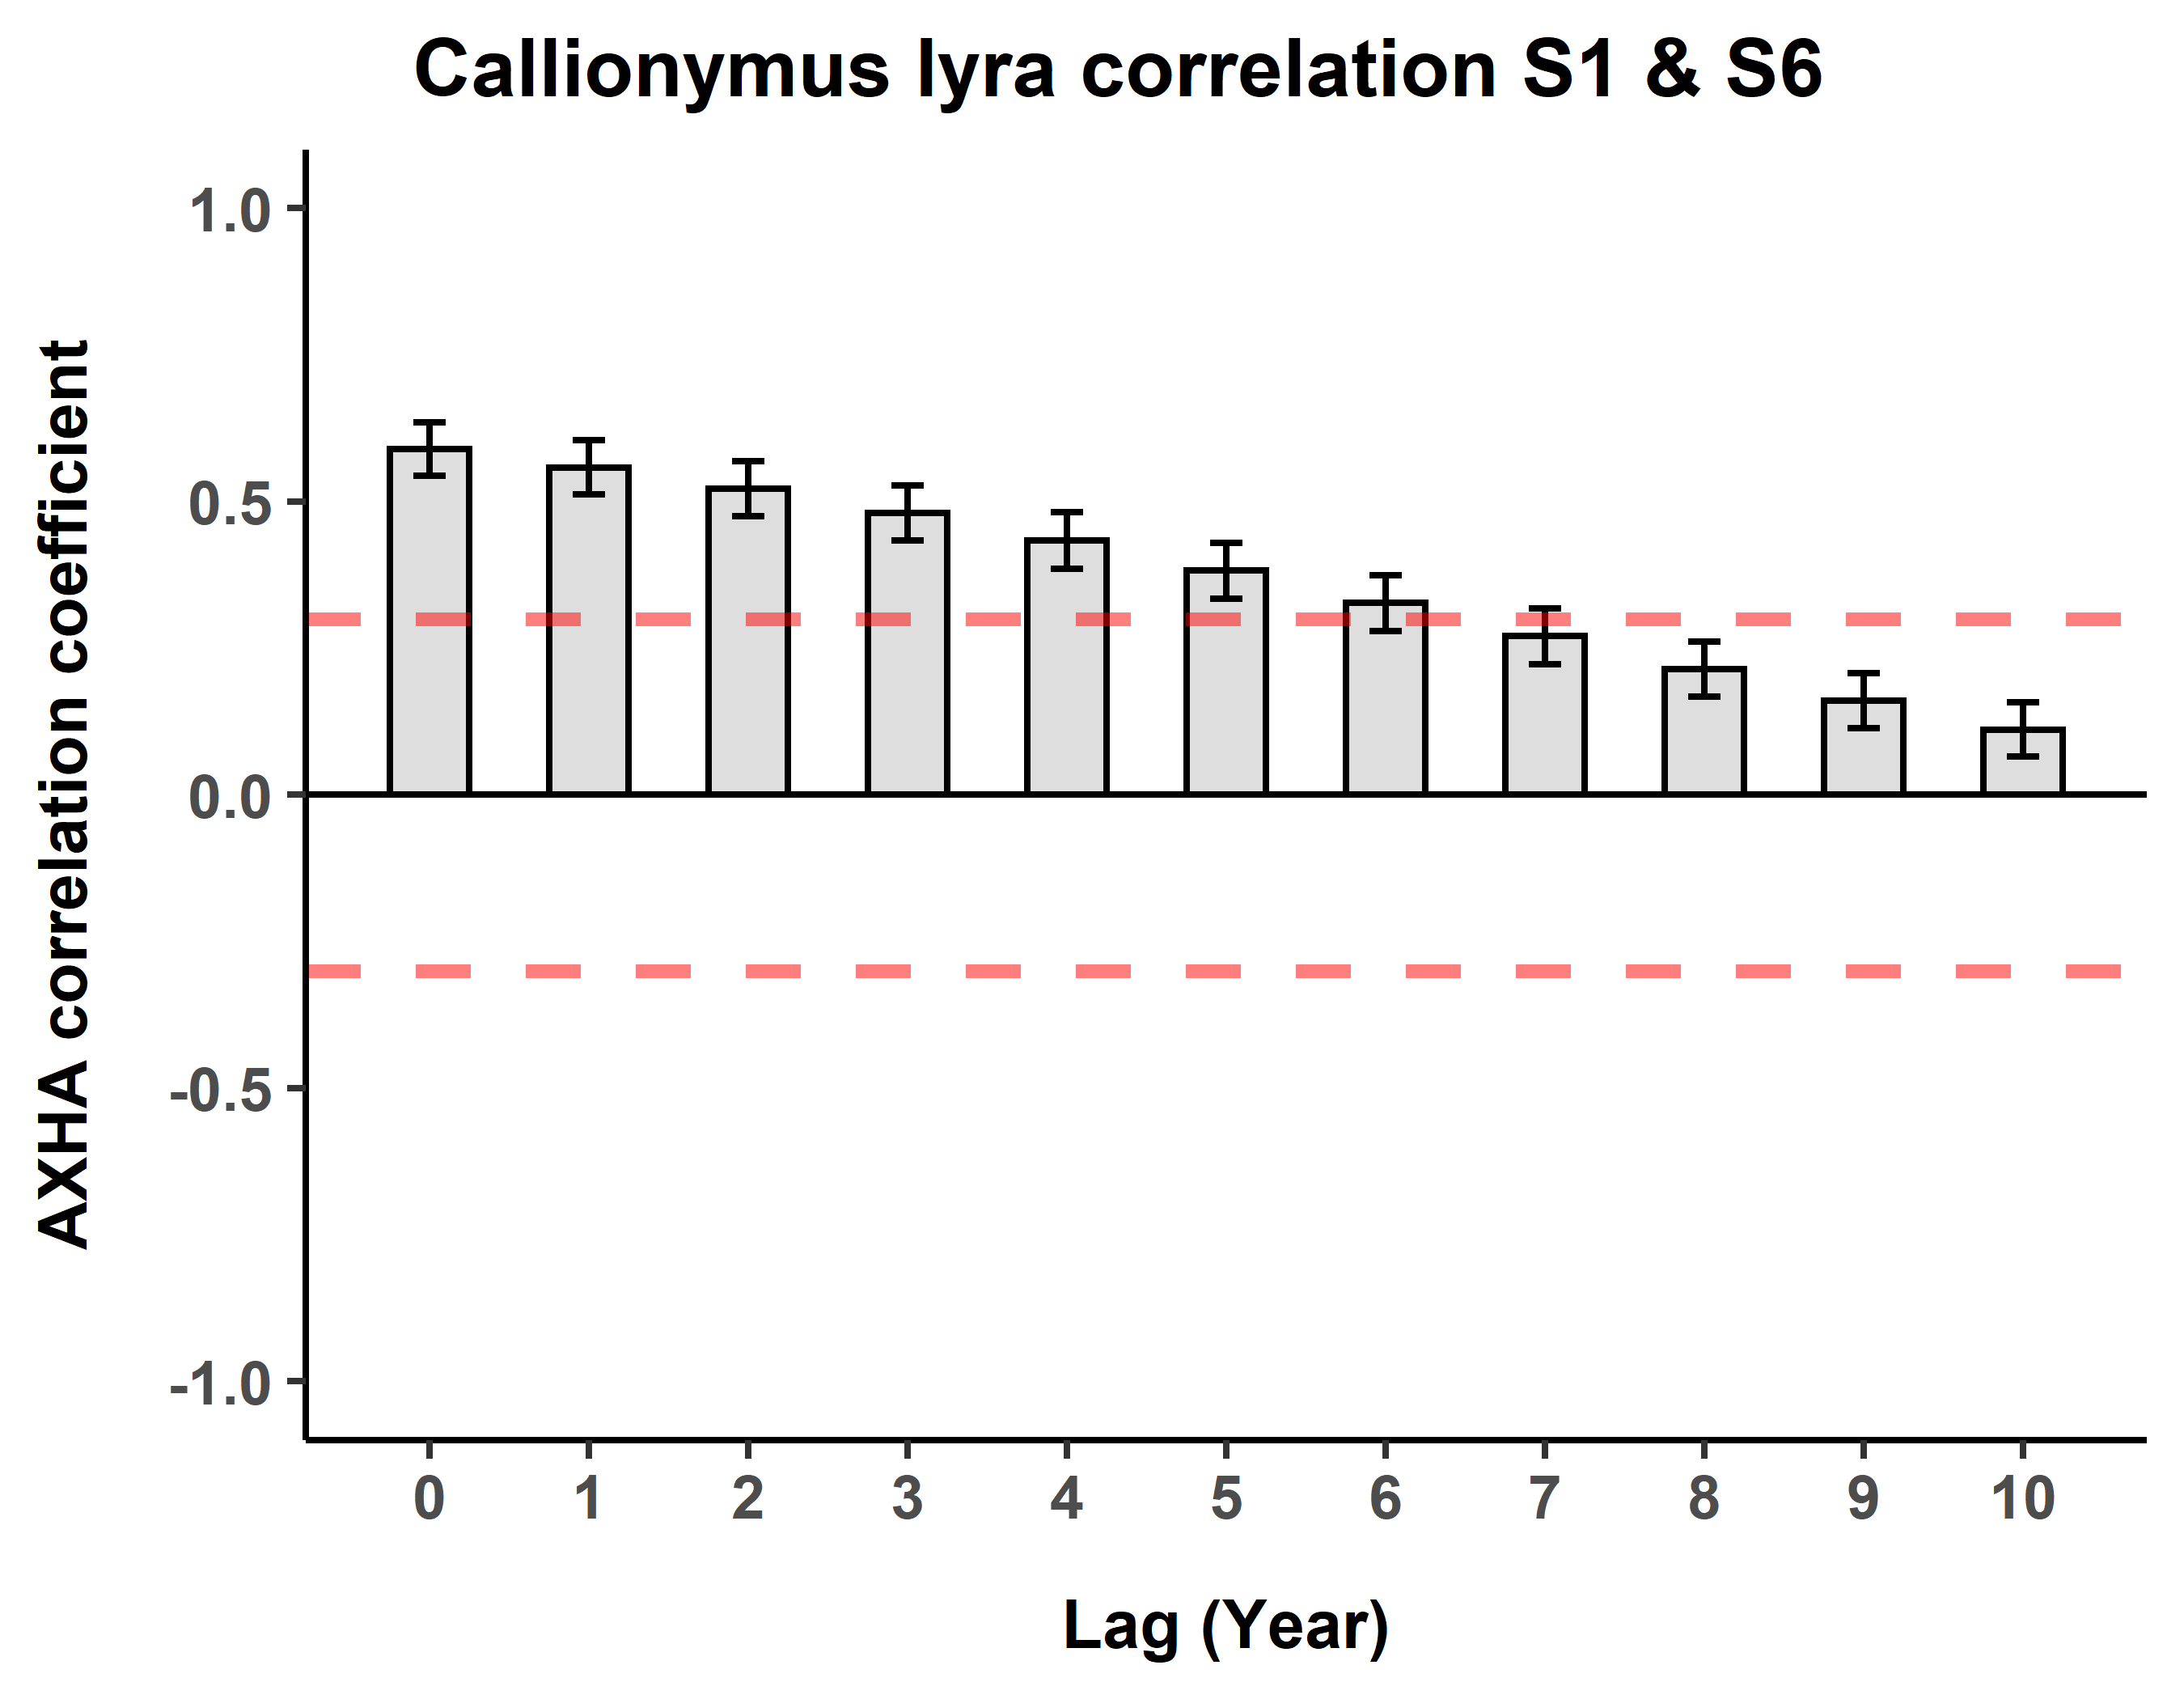 Callionymus lyra correlation S1 & S6
AXHA correlation coefficient
1.0
0.5
0.0
-0.5
-1.0
0 1 2 3 4 5 6 7 8 9 10
Lag (Year)